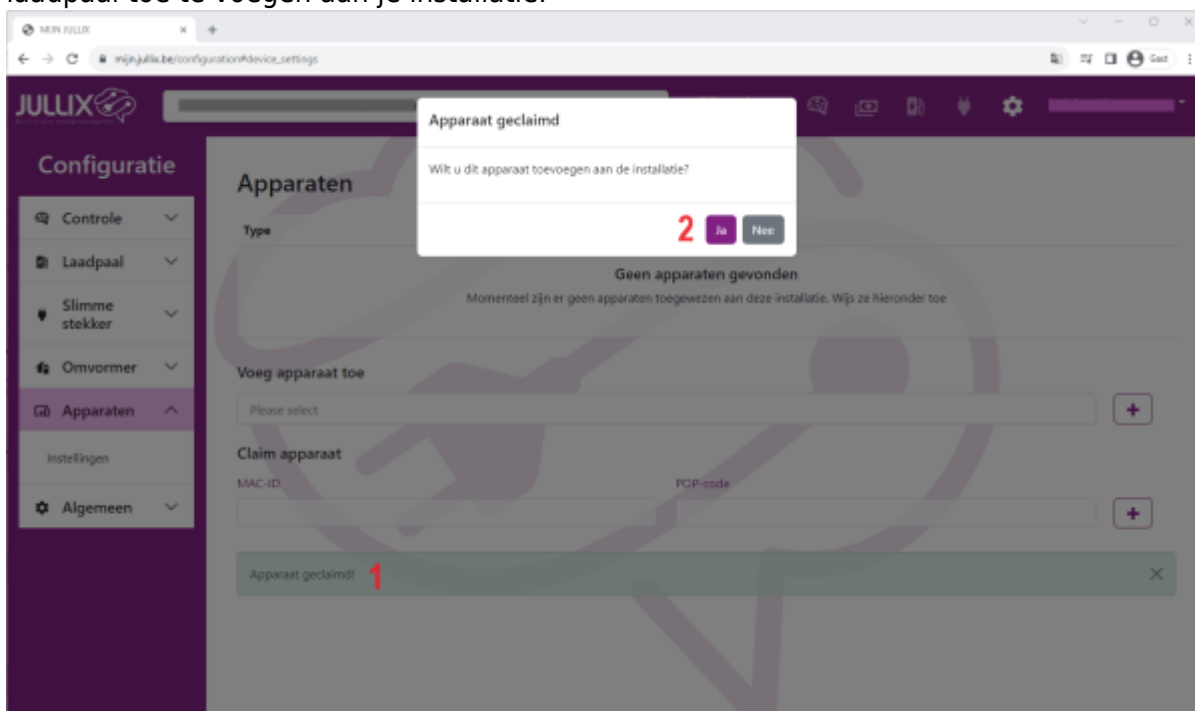 laadpaal toe te voegen aan je installatie.
MIJN JULLIX
mijn.jullix.be/configuration#device_settings
Gast
JULLIX
Configuratie
Controle
Laadpaal
Slimme
stekker
Omvormer
Apparaten
Instellingen
Algemeen
Apparaten
Type
Apparaat geclaimd
Wilt u dit apparaat toevoegen aan de installatie?
2 Ja Nee
Geen apparaten gevonden
Momenteel zijn er geen apparaten toegewezen aan deze installatie. Wijs ze hieronder toe
Voeg apparaat toe
Please select
Claim apparaat
MAC-ID POP-code
Apparaat geclaimd! 1